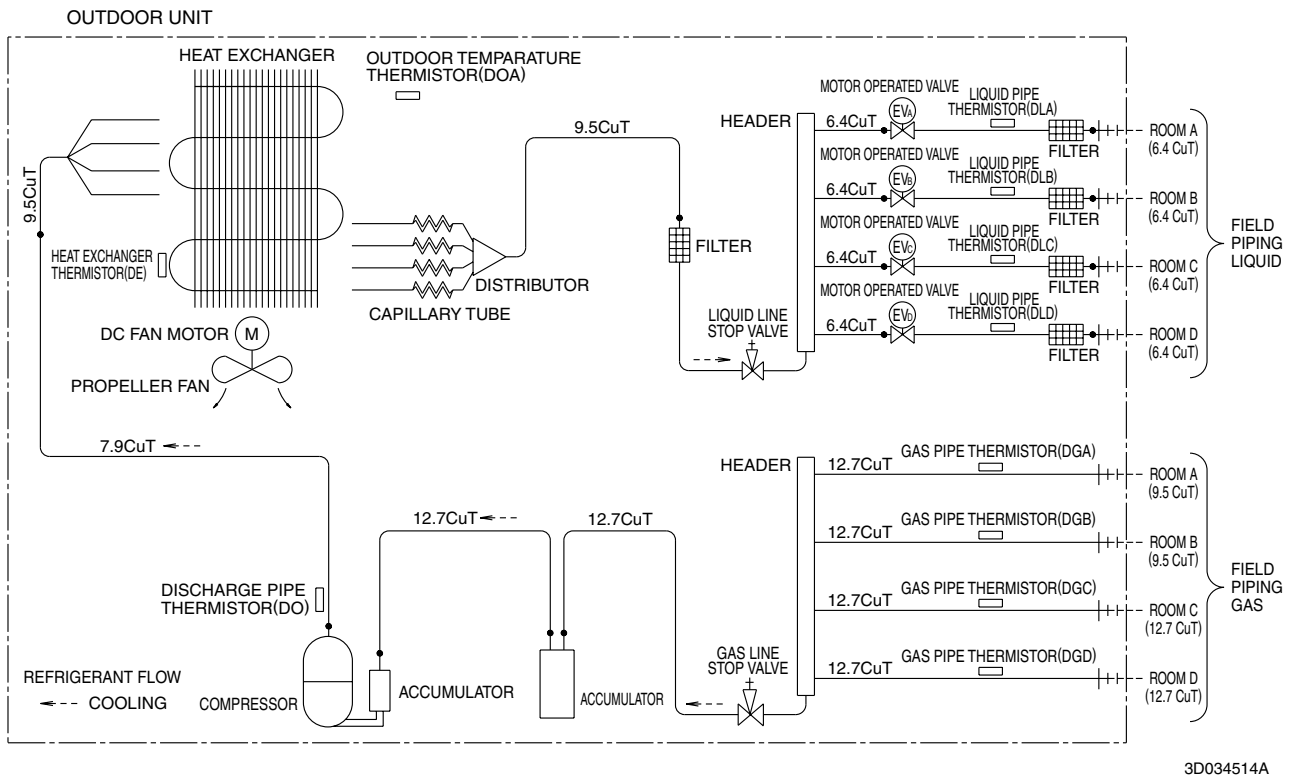 OUTDOOR UNIT
HEAT EXCHANGER
OUTDOOR TEMPARATURE
THERMISTOR(DOA)
9.5CuT
HEAT EXCHANGER
THERMISTOR(DE)
9.5CuT
CAPILLARY TUBE
DISTRIBUTOR
FILTER
LIQUID LINE
STOP VALVE
DC FAN MOTOR
M
PROPELLER FAN
HEADER
MOTOR OPERATED VALVE
EVA
6.4CuT
LIQUID PIPE
THERMISTOR(DLA)
FILTER
ROOM A
(6.4 CuT)
MOTOR OPERATED VALVE
EVB
6.4CuT
LIQUID PIPE
THERMISTOR(DLB)
FILTER
ROOM B
(6.4 CuT)
MOTOR OPERATED VALVE
EVC
6.4CuT
LIQUID PIPE
THERMISTOR(DLC)
FILTER
ROOM C
(6.4 CuT)
MOTOR OPERATED VALVE
EVD
6.4CuT
LIQUID PIPE
THERMISTOR(DLD)
FILTER
ROOM D
(6.4 CuT)
FIELD
PIPING
LIQUID
7.9CuT
DISCHARGE PIPE
THERMISTOR(DO)
COMPRESSOR
ACCUMULATOR
12.7CuT
12.7CuT
ACCUMULATOR
GAS LINE
STOP VALVE
HEADER
12.7CuT
GAS PIPE THERMISTOR(DGA)
ROOM A
(9.5 CuT)
12.7CuT
GAS PIPE THERMISTOR(DGB)
ROOM B
(9.5 CuT)
12.7CuT
GAS PIPE THERMISTOR(DGC)
ROOM C
(12.7 CuT)
12.7CuT
GAS PIPE THERMISTOR(DGD)
ROOM D
(12.7 CuT)
FIELD
PIPING
GAS
REFRIGERANT FLOW
COOLING
3D034514A